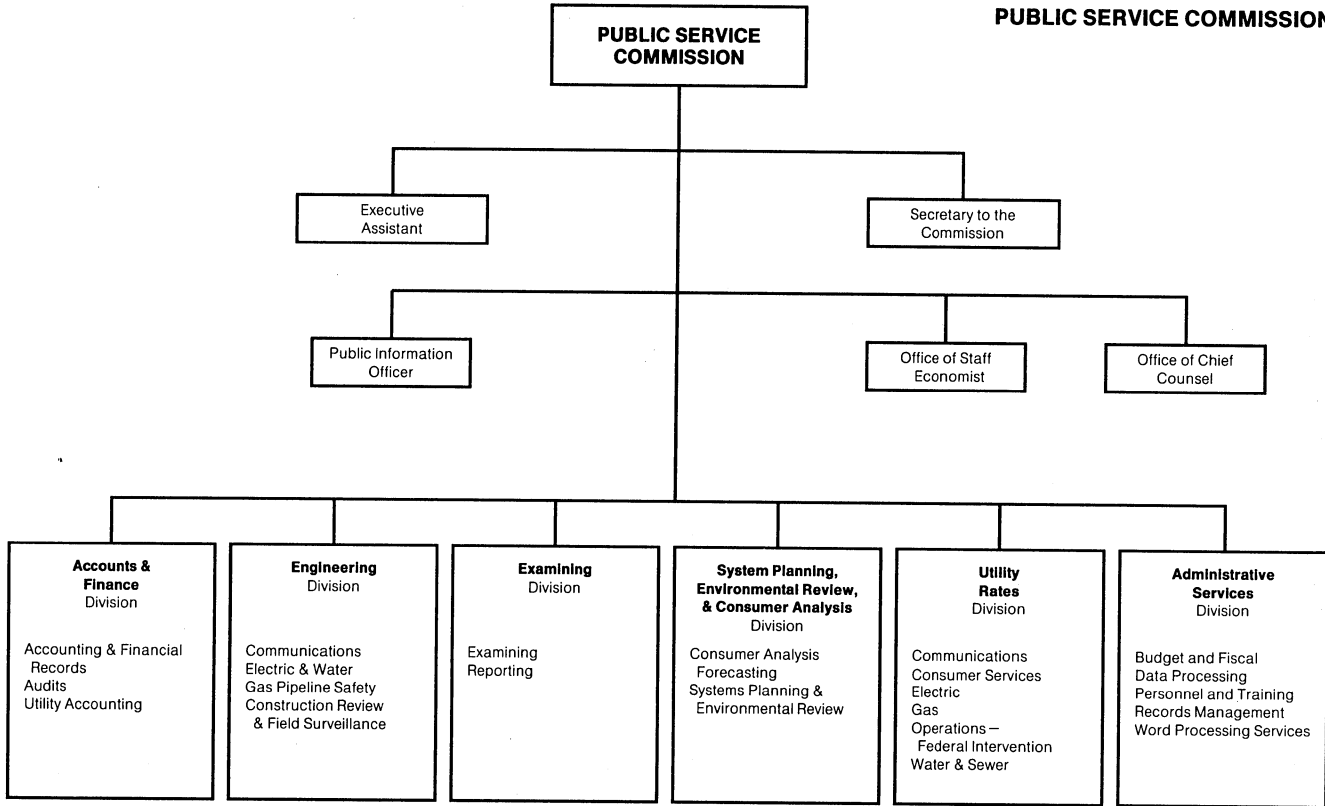 PUBLIC SERVICE COMMISSION
PUBLIC SERVICE
COMMISSION
Executive
Assistant
Secretary to the
Commission
Public Information
Officer
Office of Staff
Economist
Office of Chief
Counsel
Accounts &
Finance
Division
Accounting & Financial
Records
Audits
Utility Accounting
Engineering
Division
Communications
Electric & Water
Gas Pipeline Safety
Construction Review
& Field Surveillance
Examining
Division
Examining
Reporting
System Planning,
Environmental Review,
& Consumer Analysis
Division
Consumer Analysis
Forecasting
Systems Planning &
Environmental Review
Utility
Rates
Division
Communications
Consumer Services
Electric
Gas
Operations—
Federal Intervention
Water & Sewer
Administrative
Services
Division
Budget and Fiscal
Data Processing
Personnel and Training
Records Management
Word Processing Services